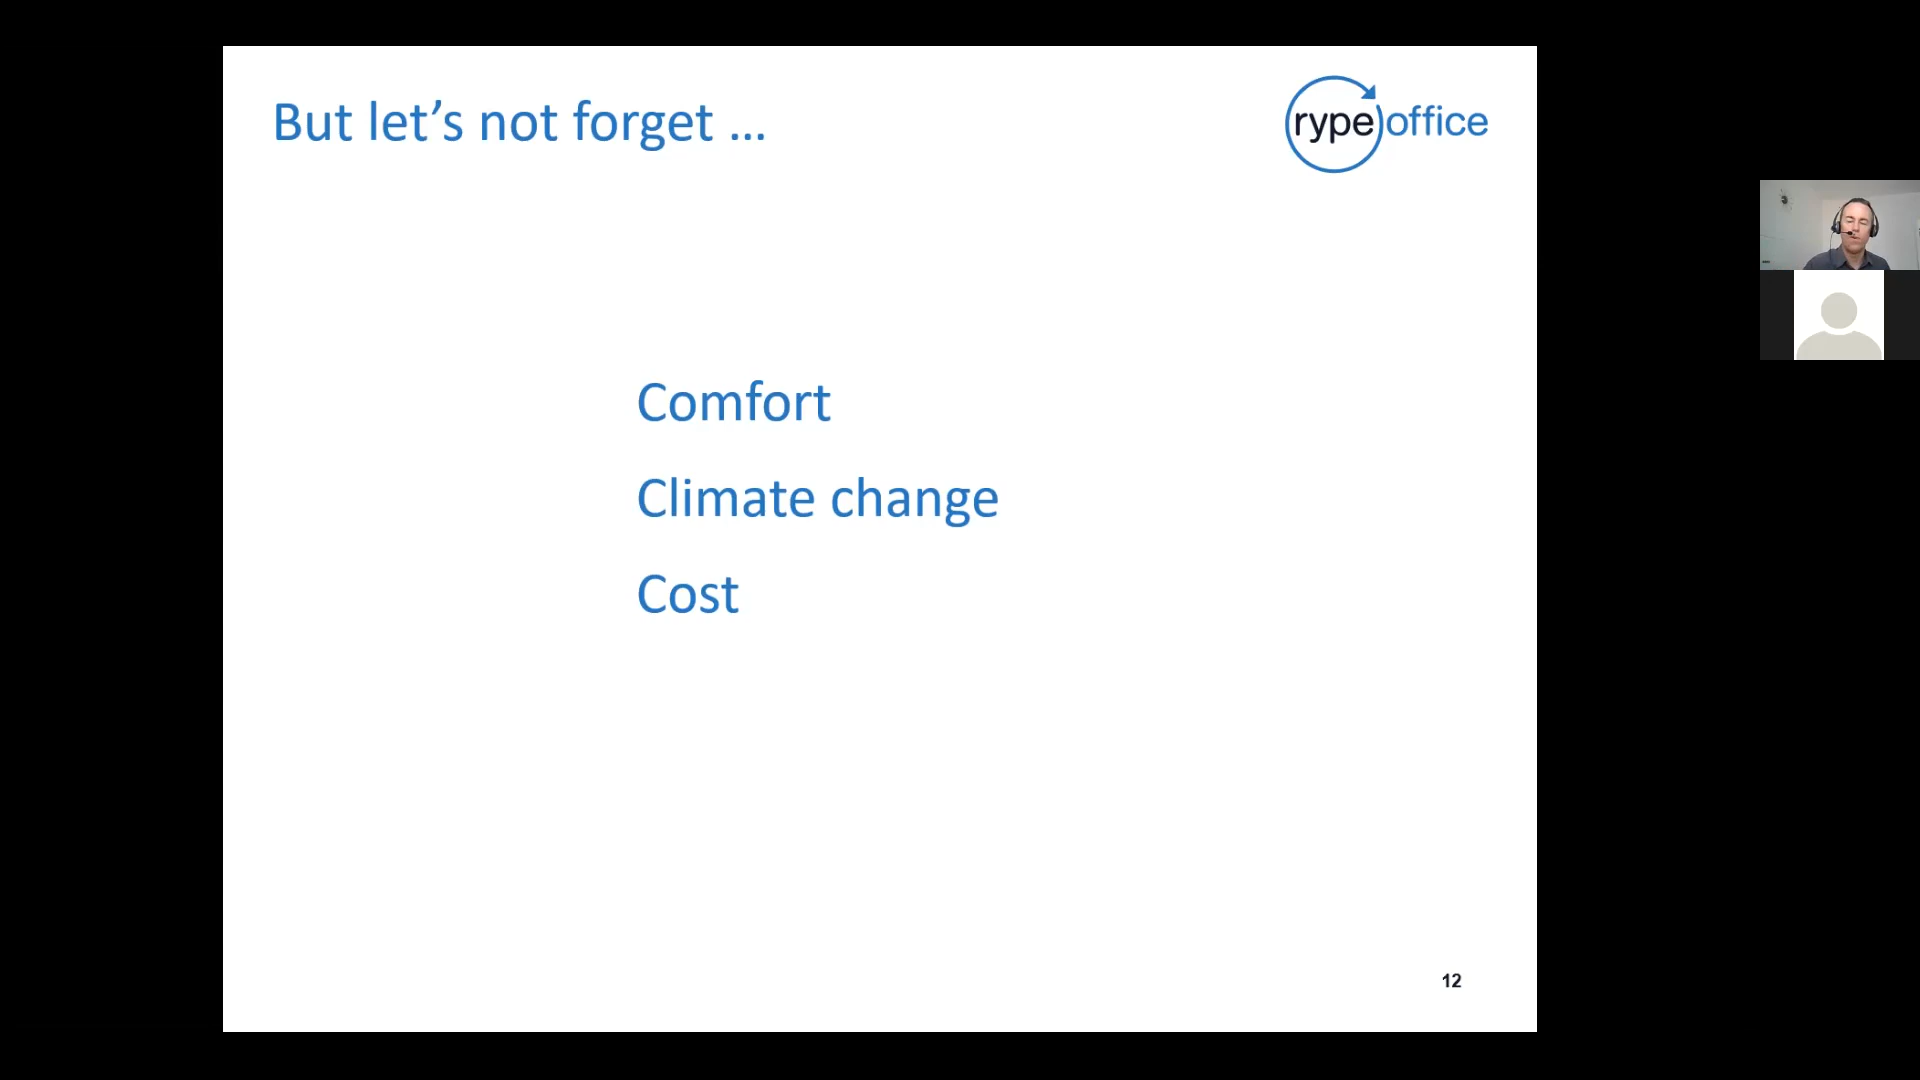 But let’s not forget ...
rype office
Comfort
Climate change
Cost
12